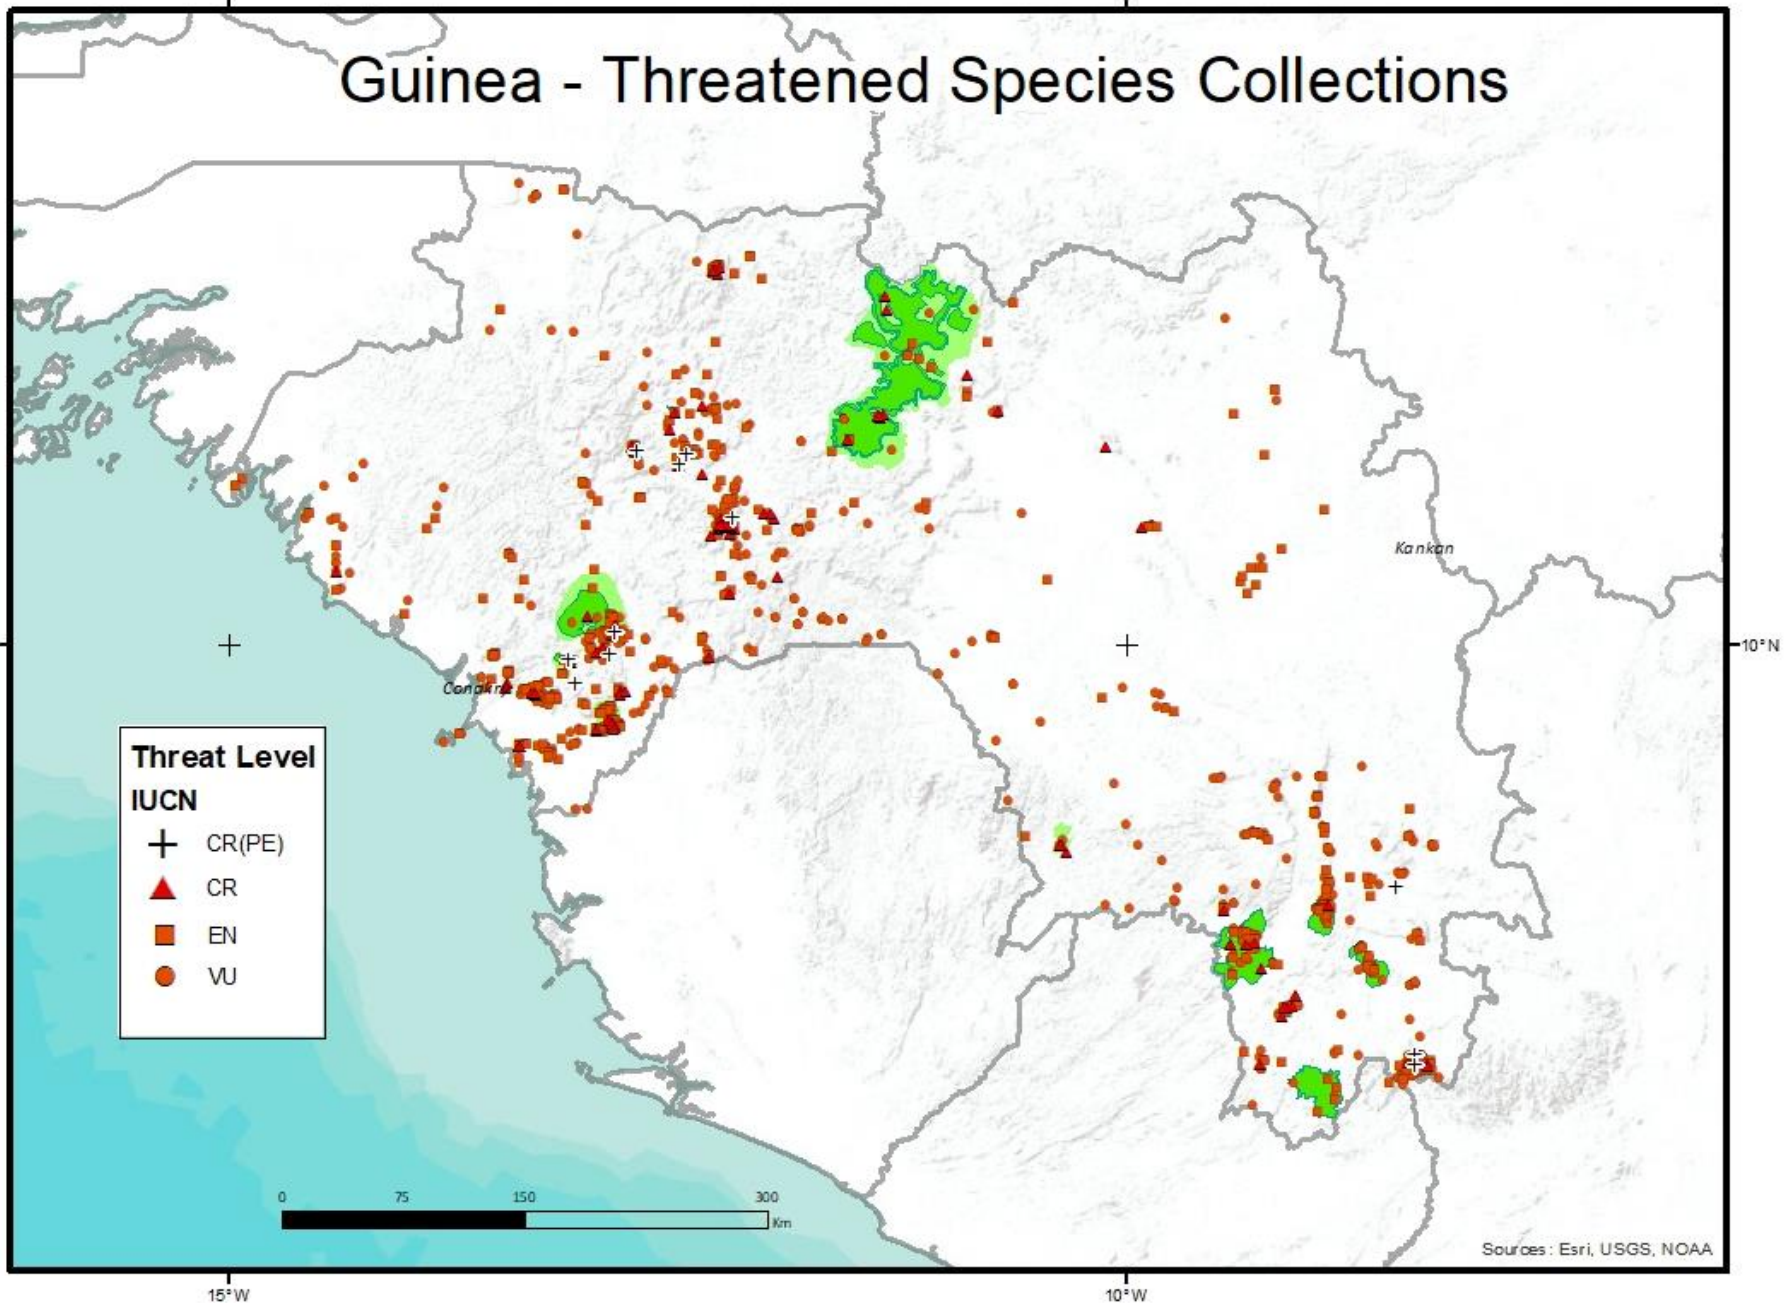 Guinea - Threatened Species Collections
Kankan
10°N
Conakry
Threat Level
IUCN
CR(PE)
CR
EN
VU
0 75 150 300
Km
Sources: Esri, USGS, NOAA
15°W 10°W